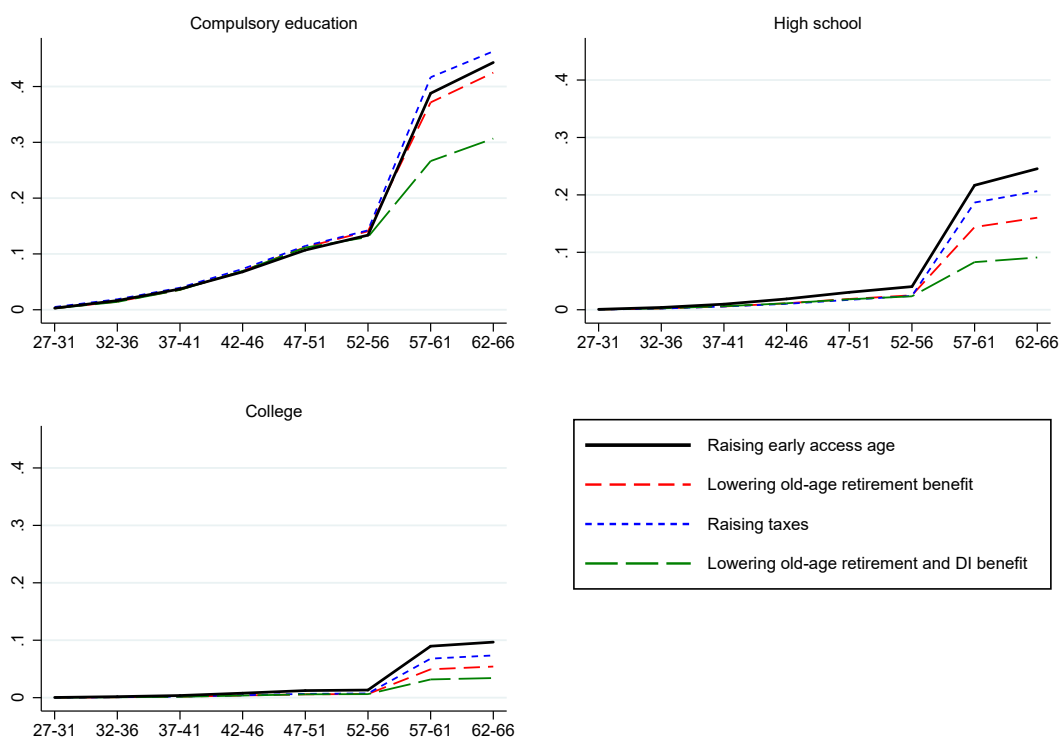 Compulsory education
.4
.3
.2
.1
0
27-31 32-36 37-41 42-46 47-51 52-56 57-61 62-66
High school
.4
.3
.2
.1
0
27-31 32-36 37-41 42-46 47-51 52-56 57-61 62-66
College
.4
.3
.2
.1
0
27-31 32-36 37-41 42-46 47-51 52-56 57-61 62-66
Raising early access age
Lowering old-age retirement benefit
Raising taxes
Lowering old-age retirement and DI benefit